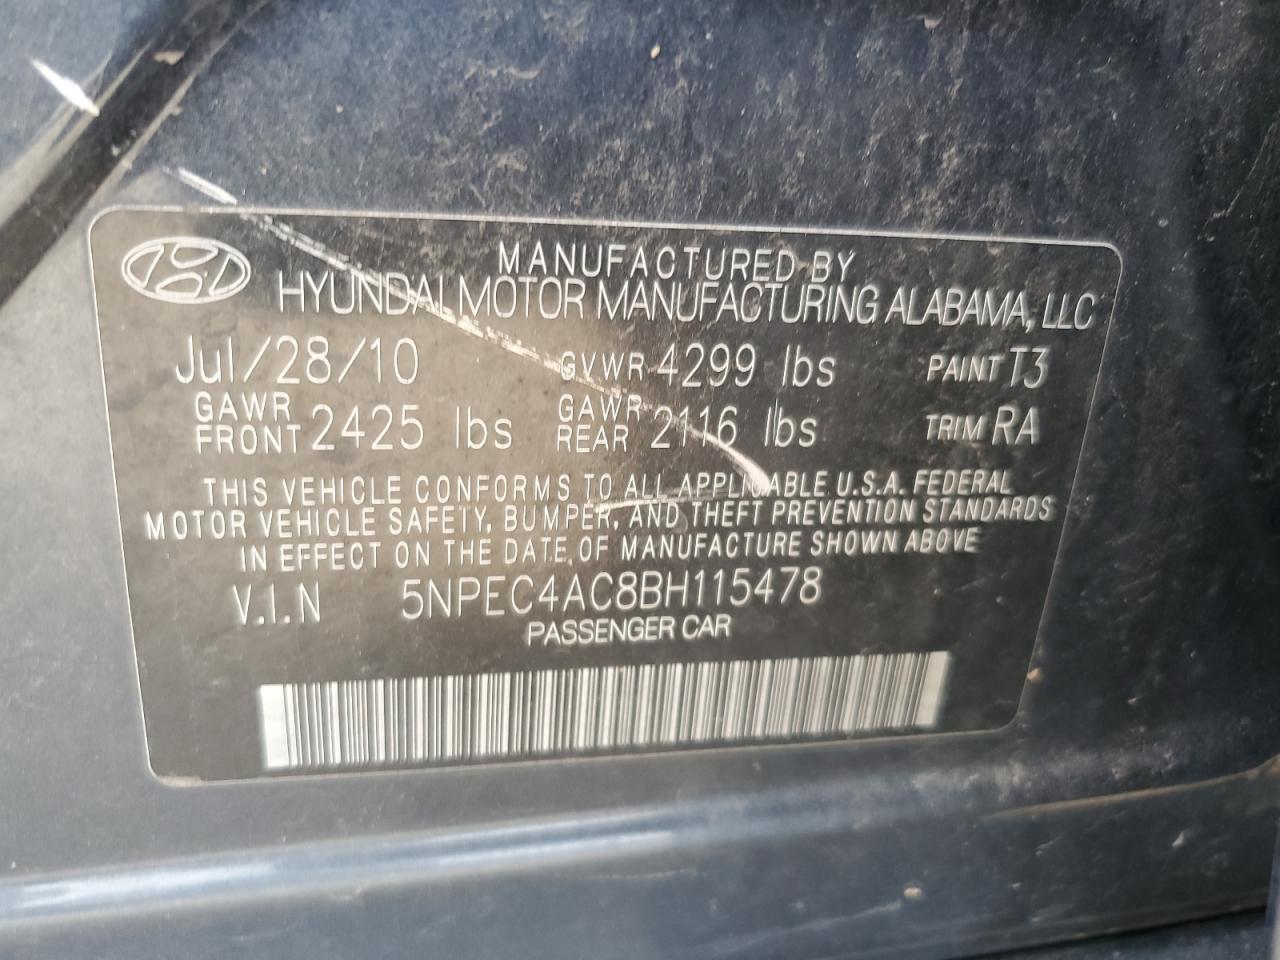 MANUFACTURED BY
HYUNDAI MOTOR MANUFACTURING ALABAMA, LLC
Jul/28/10 GVWR 4299 lbs PAINT T3
GAWR FRONT 2425 lbs GAWR REAR 2116 lbs TRIM RA
THIS VEHICLE CONFORMS TO ALL APPLICABLE U.S.A. FEDERAL
MOTOR VEHICLE SAFETY, BUMPER, AND THEFT PREVENTION STANDARDS
IN EFFECT ON THE DATE OF MANUFACTURE SHOWN ABOVE
V.I.N 5NPEC4AC8BH115478
PASSENGER CAR